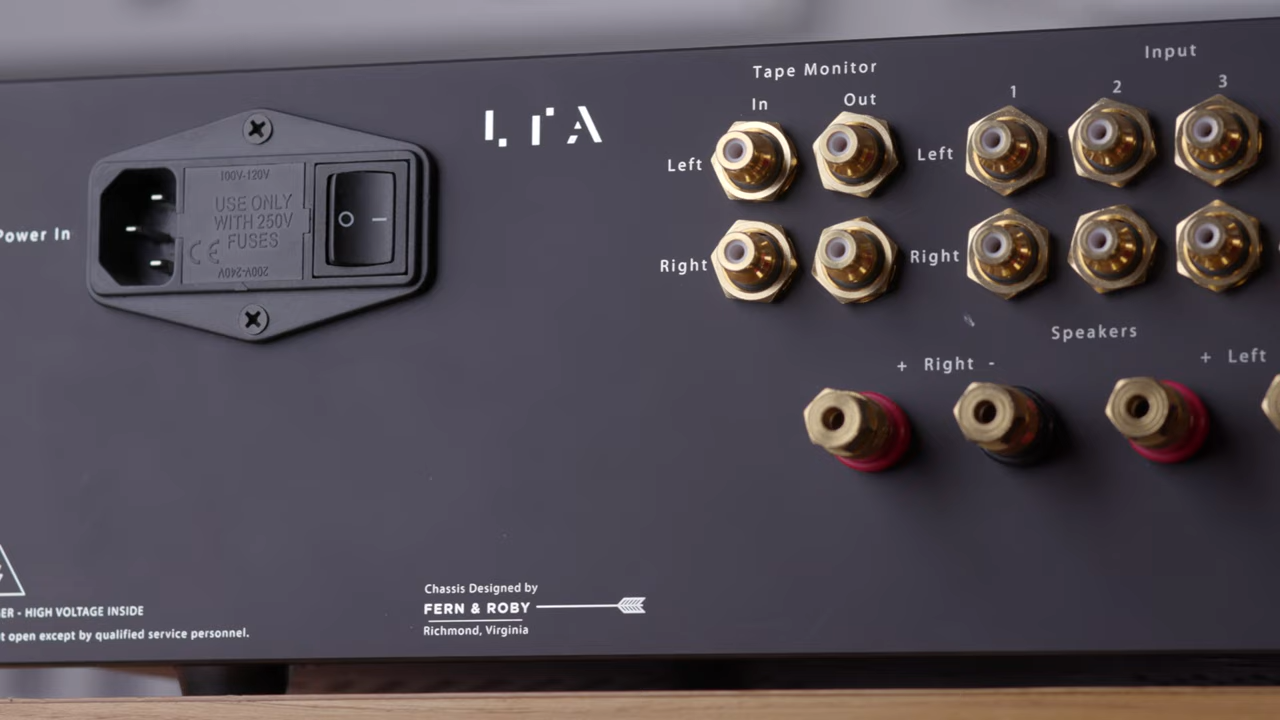 Power In
100V-120V
USE ONLY
WITH 250V
FUSES
CE
200V-240V
O I
LTA
Tape Monitor
In Out
Left
Right
Input
1 2 3
Left
Right
Speakers
+ Right -
+ Left
ER - HIGH VOLTAGE INSIDE
t open except by qualified service personnel.
Chassis Designed by
FERN & ROBY
Richmond, Virginia